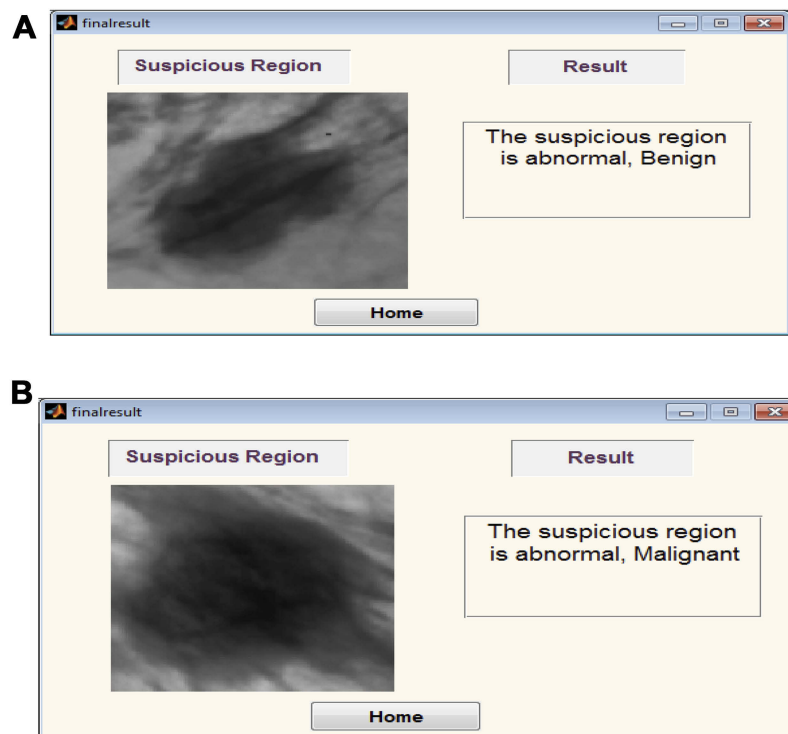 A
finalresult
Suspicious Region
Result
The suspicious region
is abnormal, Benign
Home
B
finalresult
Suspicious Region
Result
The suspicious region
is abnormal, Malignant
Home